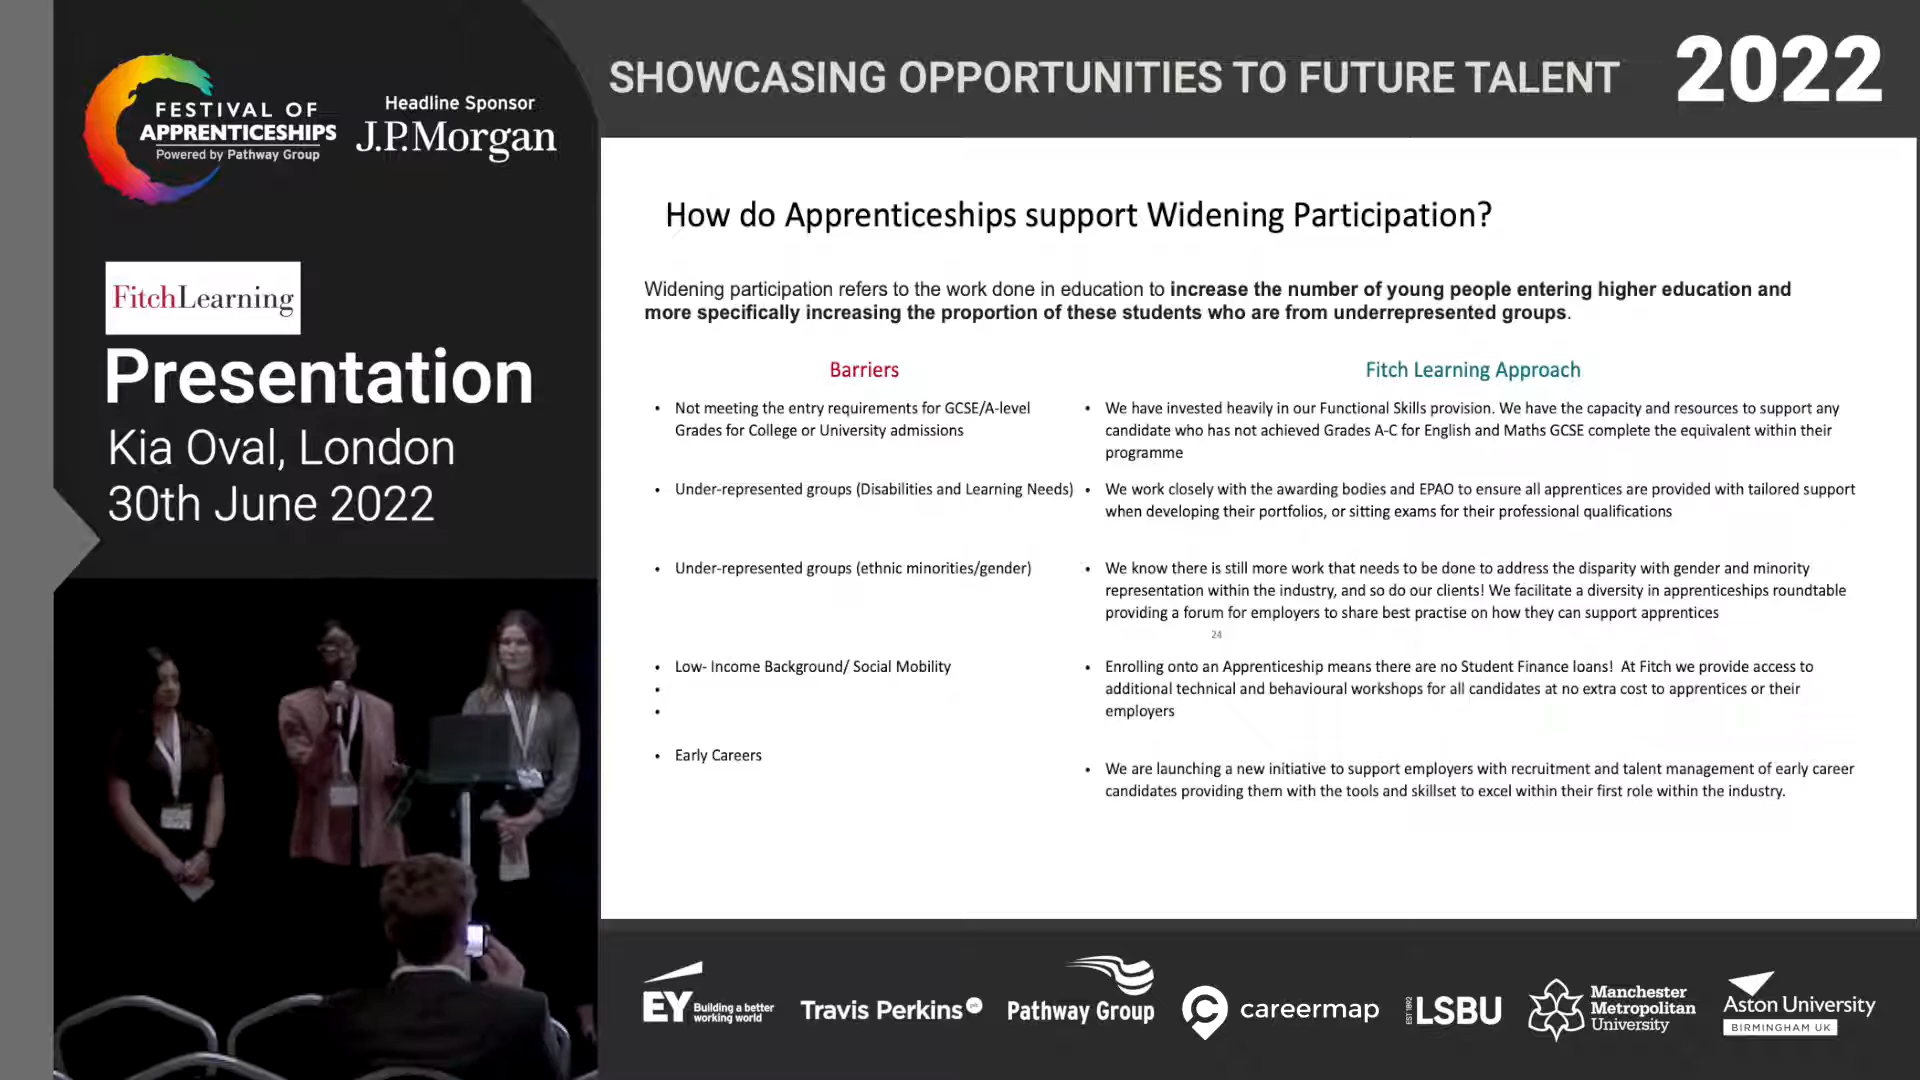 FESTIVAL OF
APPRENTICESHIPS
Powered by Pathway Group
Headline Sponsor
J.P.Morgan
SHOWCASING OPPORTUNITIES TO FUTURE TALENT
2022
FitchLearning
Presentation
Kia Oval, London
30th June 2022
How do Apprenticeships support Widening Participation?
Widening participation refers to the work done in education to increase the number of young people entering higher education and
more specifically increasing the proportion of these students who are from underrepresented groups.
Barriers
• Not meeting the entry requirements for GCSE/A-level
Grades for College or University admissions
• Under-represented groups (Disabilities and Learning Needs)
• Under-represented groups (ethnic minorities/gender)
• Low- Income Background/ Social Mobility
•
•
• Early Careers
Fitch Learning Approach
• We have invested heavily in our Functional Skills provision. We have the capacity and resources to support any
candidate who has not achieved Grades A-C for English and Maths GCSE complete the equivalent within their
programme
• We work closely with the awarding bodies and EPAO to ensure all apprentices are provided with tailored support
when developing their portfolios, or sitting exams for their professional qualifications
• We know there is still more work that needs to be done to address the disparity with gender and minority
representation within the industry, and so do our clients! We facilitate a diversity in apprenticeships roundtable
providing a forum for employers to share best practise on how they can support apprentices
24
• Enrolling onto an Apprenticeship means there are no Student Finance loans! At Fitch we provide access to
additional technical and behavioural workshops for all candidates at no extra cost to apprentices or their
employers
• We are launching a new initiative to support employers with recruitment and talent management of early career
candidates providing them with the tools and skillset to excel within their first role within the industry.
EY
Building a better
working world
Travis Perkins
Pathway Group
careermap
EST 1892
LSBU
Manchester
Metropolitan
University
Aston University
BIRMINGHAM UK